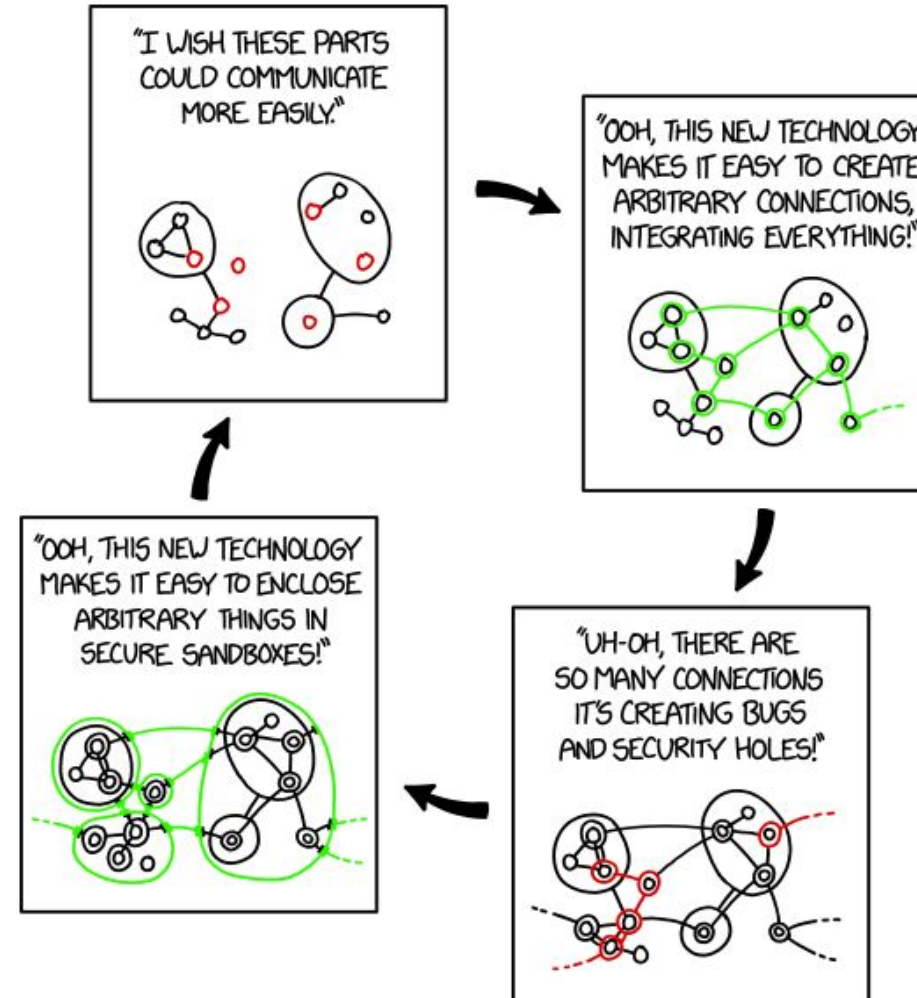 "I WISH THESE PARTS
COULD COMMUNICATE
MORE EASILY."
"OOH, THIS NEW TECHNOLOGY
MAKES IT EASY TO CREATE
ARBITRARY CONNECTIONS,
INTEGRATING EVERYTHING!"
"UH-OH, THERE ARE
SO MANY CONNECTIONS
IT'S CREATING BUGS
AND SECURITY HOLES!"
"OOH, THIS NEW TECHNOLOGY
MAKES IT EASY TO ENCLOSE
ARBITRARY THINGS IN
SECURE SANDBOXES!"